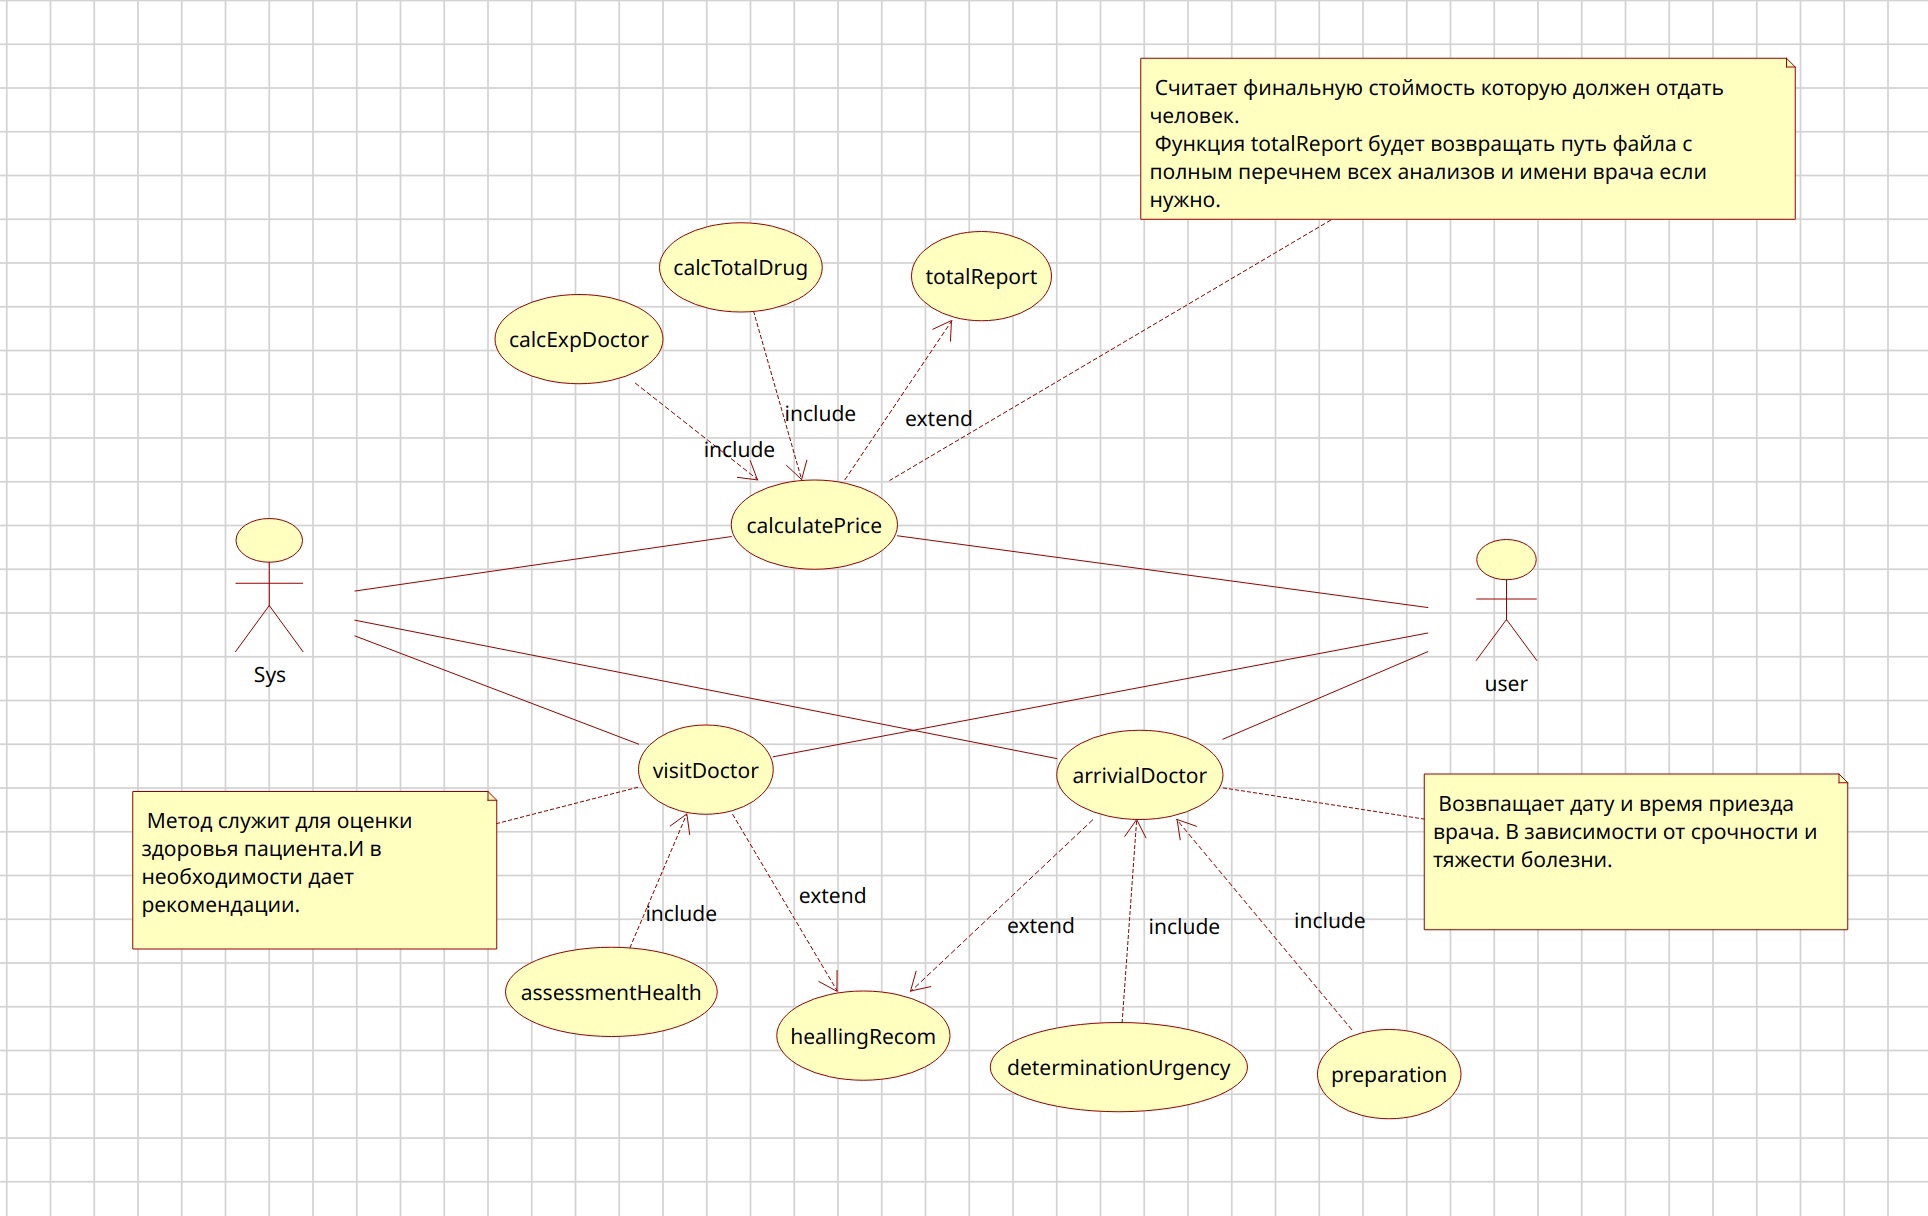 Считает финальную стоймость которую должен отдать
человек.
Функция totalReport будет возвращать путь файла с
полным перечнем всех анализов и имени врача если
нужно.
calcTotalDrug
totalReport
calcExpDoctor
include
extend
include
calculatePrice
Sys
user
visitDoctor
arrivialDoctor
Метод служит для оценки
здоровья пациента.И в
необходимости дает
рекомендации.
Возвпащает дату и время приезда
врача. В зависимости от срочности и
тяжести болезни.
include
extend
extend
include
include
assessmentHealth
heallingRecom
determinationUrgency
preparation